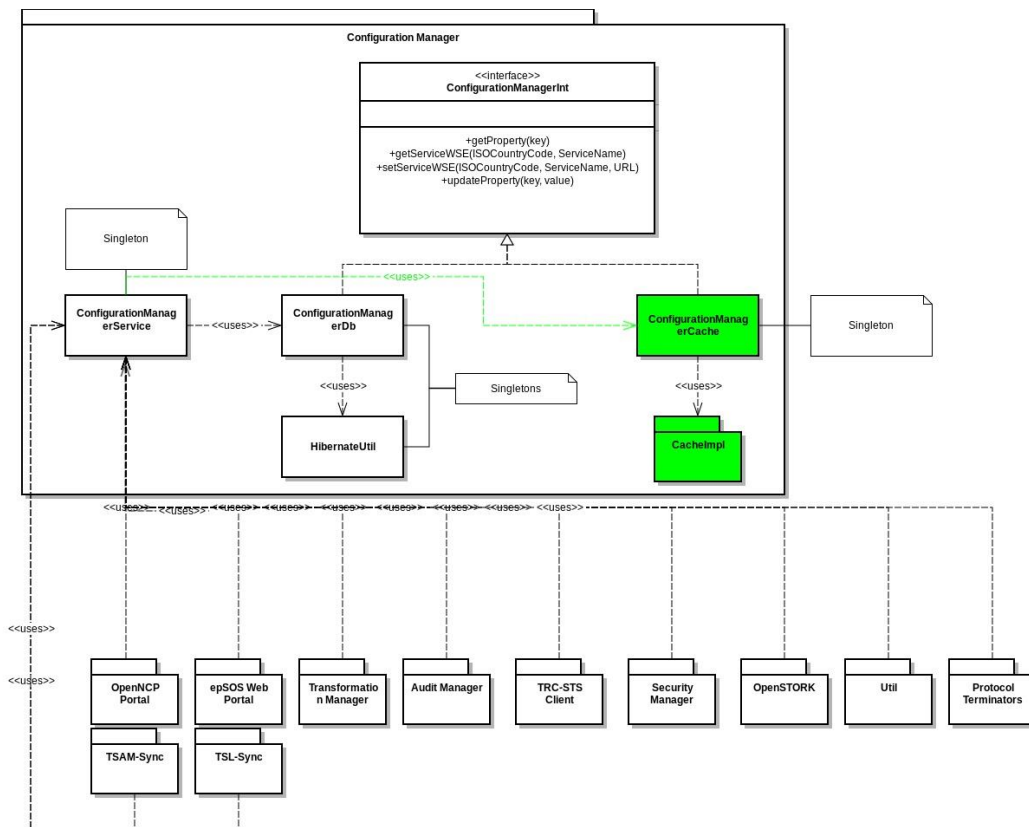 Configuration Manager
<<interface>>
ConfigurationManagerInt
+getProperty(key)
+getServiceWSE(ISOCountryCode, ServiceName)
+setServiceWSE(ISOCountryCode, ServiceName, URL)
+updateProperty(key, value)
Singleton
<<uses>>
ConfigurationManag
erService
<<uses>>
ConfigurationManag
erDb
ConfigurationManag
erCache
Singleton
<<uses>>
<<uses>>
Singletons
HibernateUtil
CacheImpl
<<uses>>
<<uses>>
<<uses>>
<<uses>>
<<uses>>
<<uses>>
<<uses>>
<<uses>>
<<uses>>
<<uses>>
OpenNCP
Portal
epSOS Web
Portal
Transformatio
n Manager
Audit Manager
TRC-STS
Client
Security
Manager
OpenSTORK
Util
Protocol
Terminators
TSAM-Sync
TSL-Sync